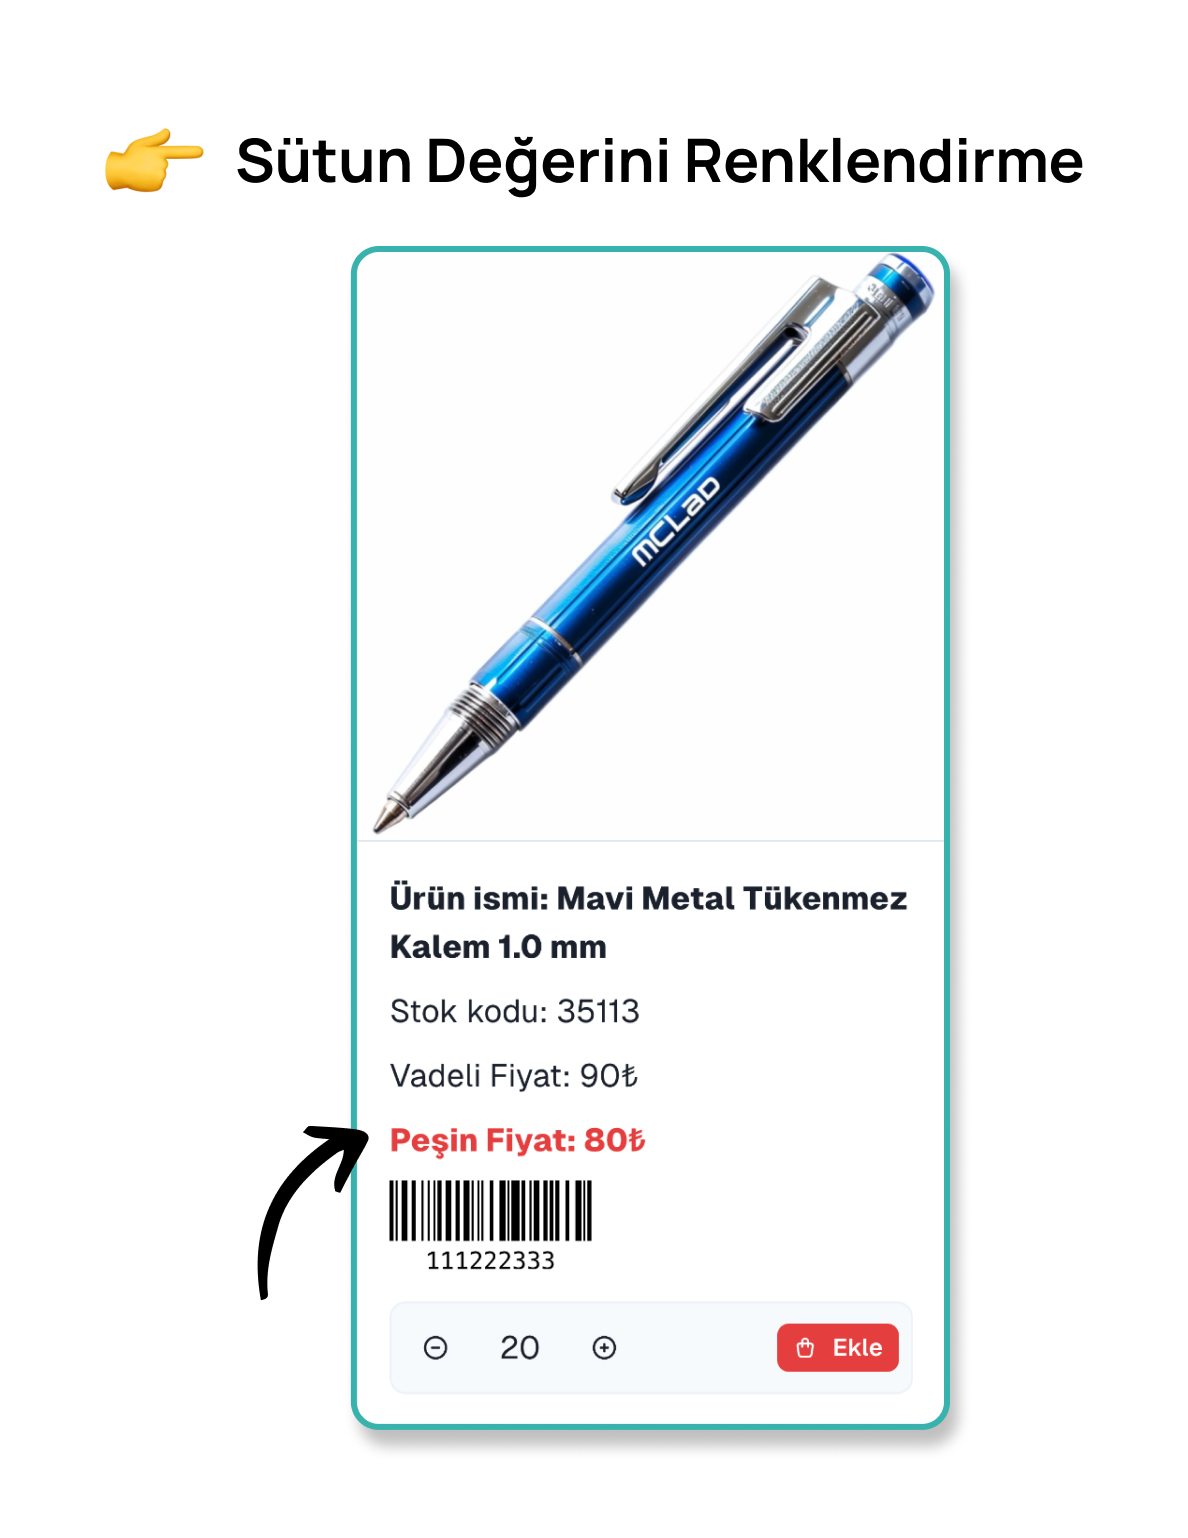 Sütun Değerini Renklendirme
MCLaD
Ürün ismi: Mavi Metal Tükenmez
Kalem 1.0 mm
Stok kodu: 35113
Vadeli Fiyat: 90₺
Peşin Fiyat: 80₺
111222333
20
Ekle